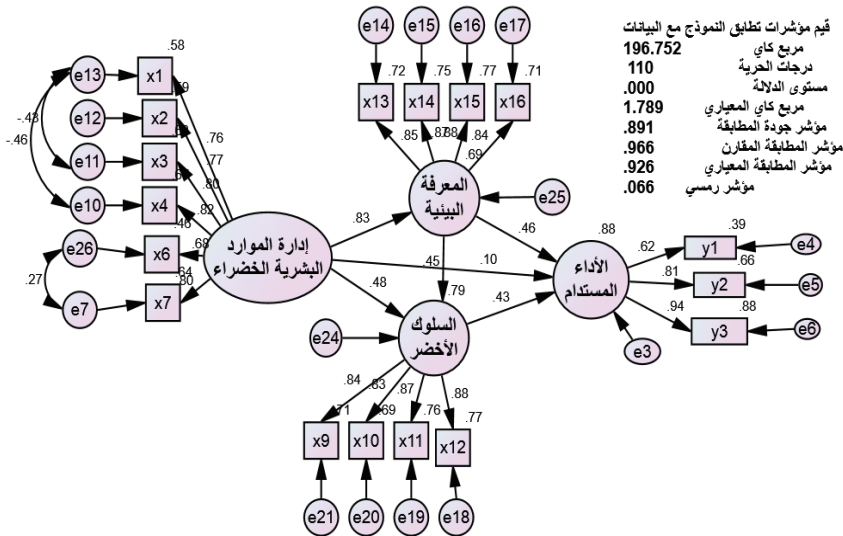 قيم مؤشرات تطابق النموذج مع البيانات
مربع كاي 196.752
درجات الحرية 110
مستوى الدلالة .000
مربع كاي المعياري 1.789
مؤشر جودة المطابقة .891
مؤشر المطابقة المقارن .966
مؤشر المطابقة المعياري .926
مؤشر رمسي .066
e14 e15 e16 e17
.72 .75 .77 .71
x13 x14 x15 x16
.85 .87 .88 .84
.69
المعرفة
البيئية
e25
.58
e13 x1
e12 x2
e11 x3
e10 x4
-.43
-.46
.76
.77
.80
.82
.46
.68
.64
.80
e26 x6
.27
e7 x7
إدارة الموارد
البشرية الخضراء
.83
.45
.10
.48
.46
.43
.88
الأداء
المستدام
e3
.62
.81
.94
.39
y1 e4
.66
y2 e5
.88
y3 e6
.79
السلوك
الأخضر
e24
.84 .83 .87 .88
.71 .69 .76 .77
x9 x10 x11 x12
e21 e20 e19 e18